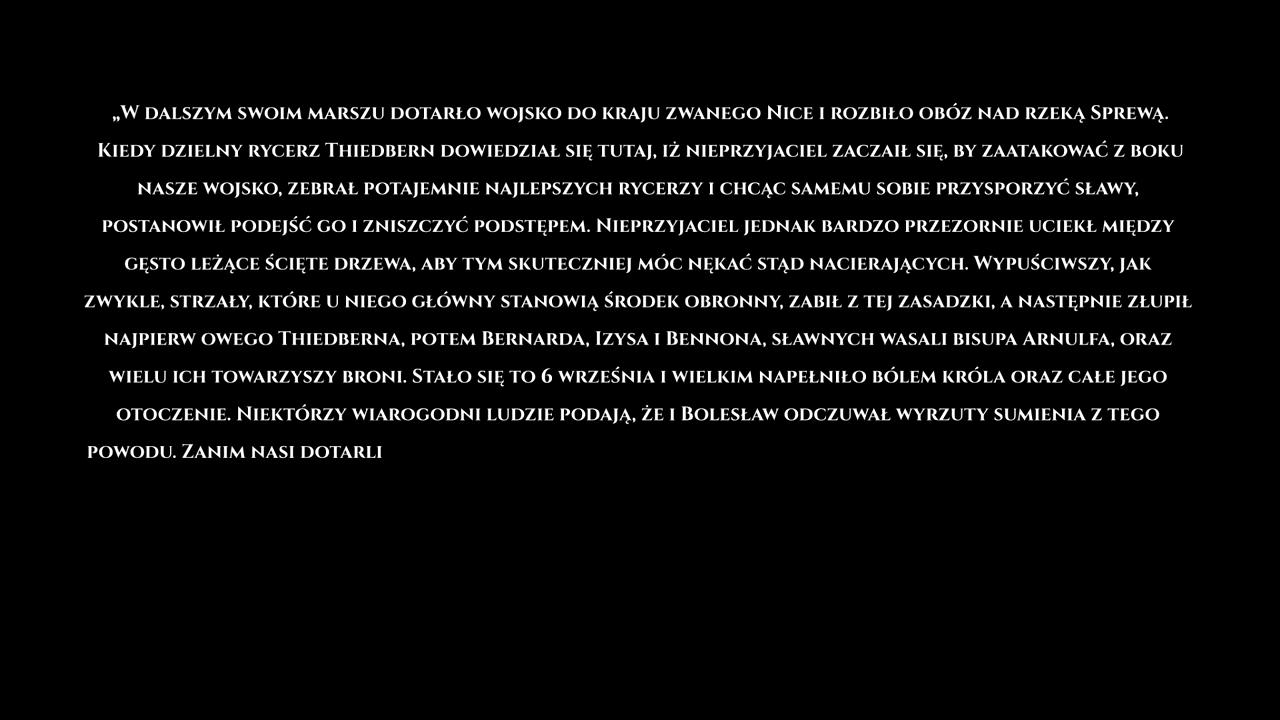 „W dalszym swoim marszu dotarło wojsko do kraju zwanego Nice i rozbiło obóz nad rzeką Sprewą.
Kiedy dzielny rycerz Thiedbern dowiedział się tutaj, iż nieprzyjaciel zaczaił się, by zaatakować z boku
nasze wojsko, zebrał potajemnie najlepszych rycerzy i chcąc samemu sobie przysporzyć sławy,
postanowił podejść go i zniszczyć podstępem. Nieprzyjaciel jednak bardzo przezornie uciekł między
gęsto leżące ścięte drzewa, aby tym skuteczniej móc nękać stąd nacierających. Wypuściwszy, jak
zwykle, strzały, które u niego główny stanowią środek obronny, zabił z tej zasadzki, a następnie złupił
najpierw owego Thiedberna, potem Bernarda, Izysa i Bennona, sławnych wasali bisupa Arnulfa, oraz
wielu ich towarzyszy broni. Stało się to 6 września i wielkim napełniło bólem króla oraz całe jego
otoczenie. Niektórzy wiarogodni ludzie podają, że i Bolesław odczuwał wyrzuty sumienia z tego
powodu. Zanim nasi dotarli